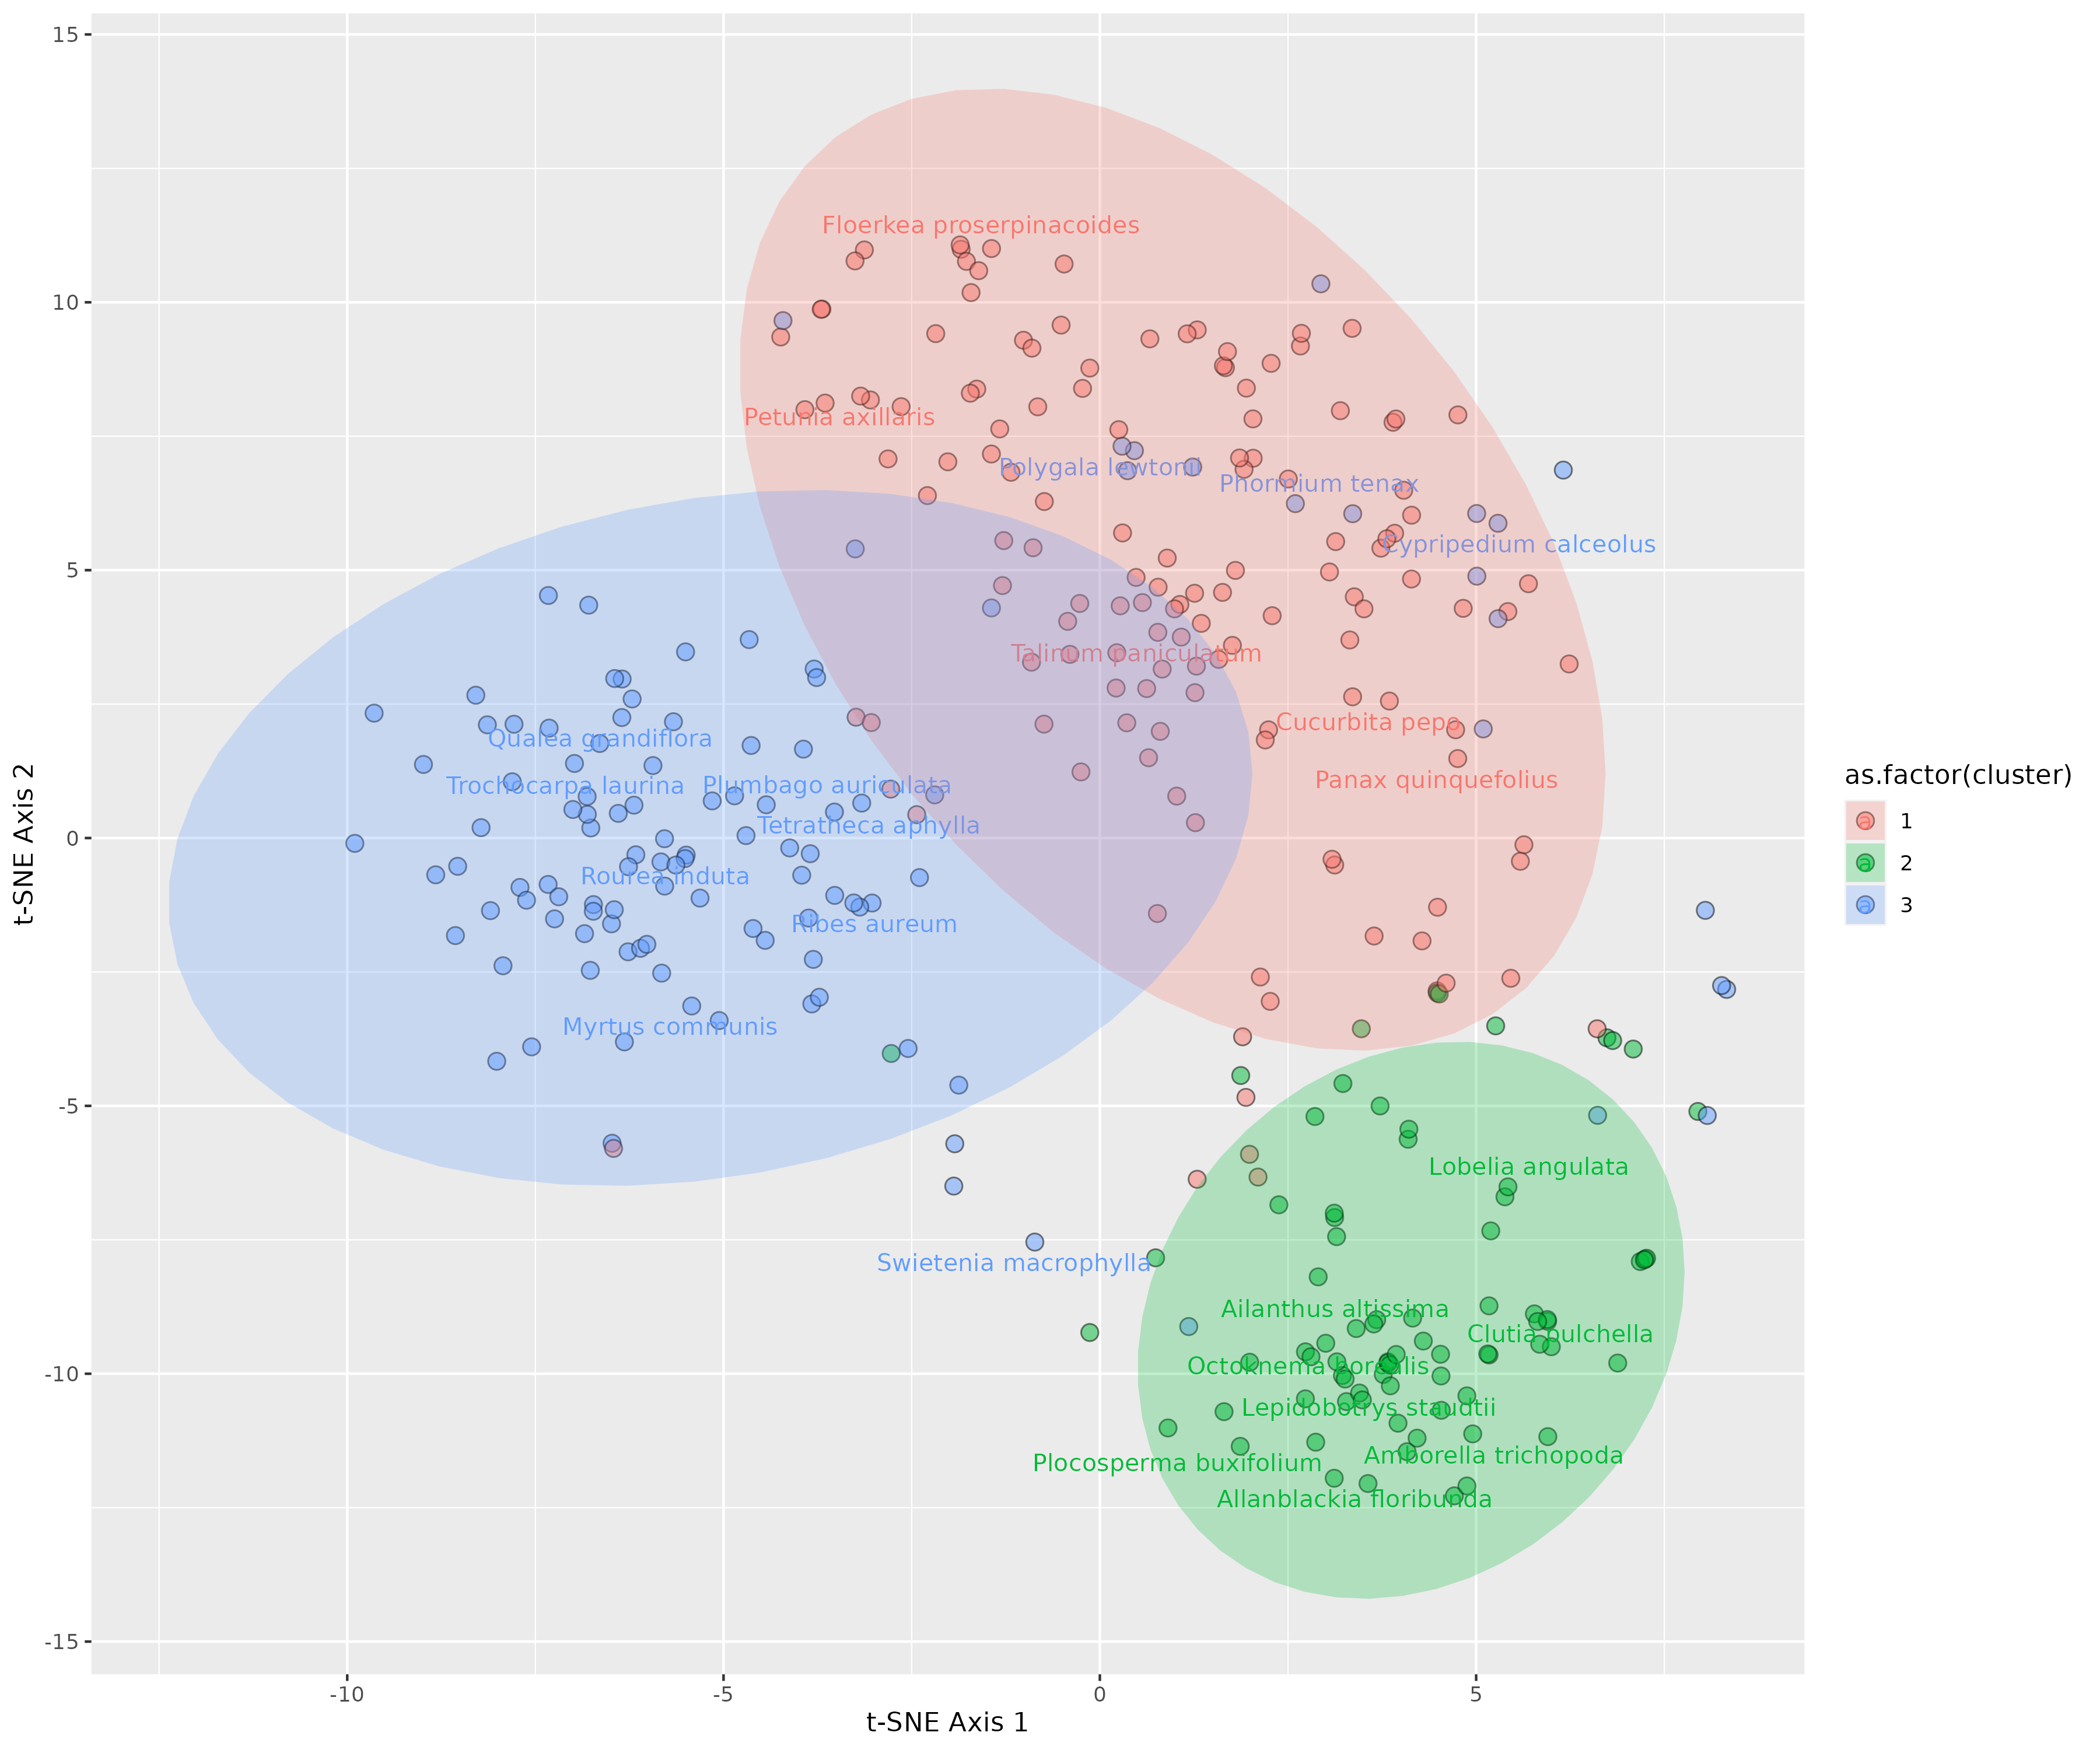 15
Floerkea proserpinacoides
10
Petunia axillaris
Polygala lewtonii
Phormium tenax
Cypripedium calceolus
5
Talinum paniculatum
Cucurbita pepo
Qualea grandiflora
Trochocarpa laurina
Plumbago auriculata
Panax quinquefolius
Tetratheca aphylla
0
Rourea induta
Ribes aureum
Myrtus communis
-5
Lobelia angulata
Swietenia macrophylla
Ailanthus altissima
Clutia pulchella
Octoknema borealis
-10
Lepidobotrys staudtii
Amborella trichopoda
Plocosperma buxifolium
Allanblackia floribunda
-15
-10
-5
0
5
t-SNE Axis 1
t-SNE Axis 2
as.factor(cluster)
a 1
a 2
a 3